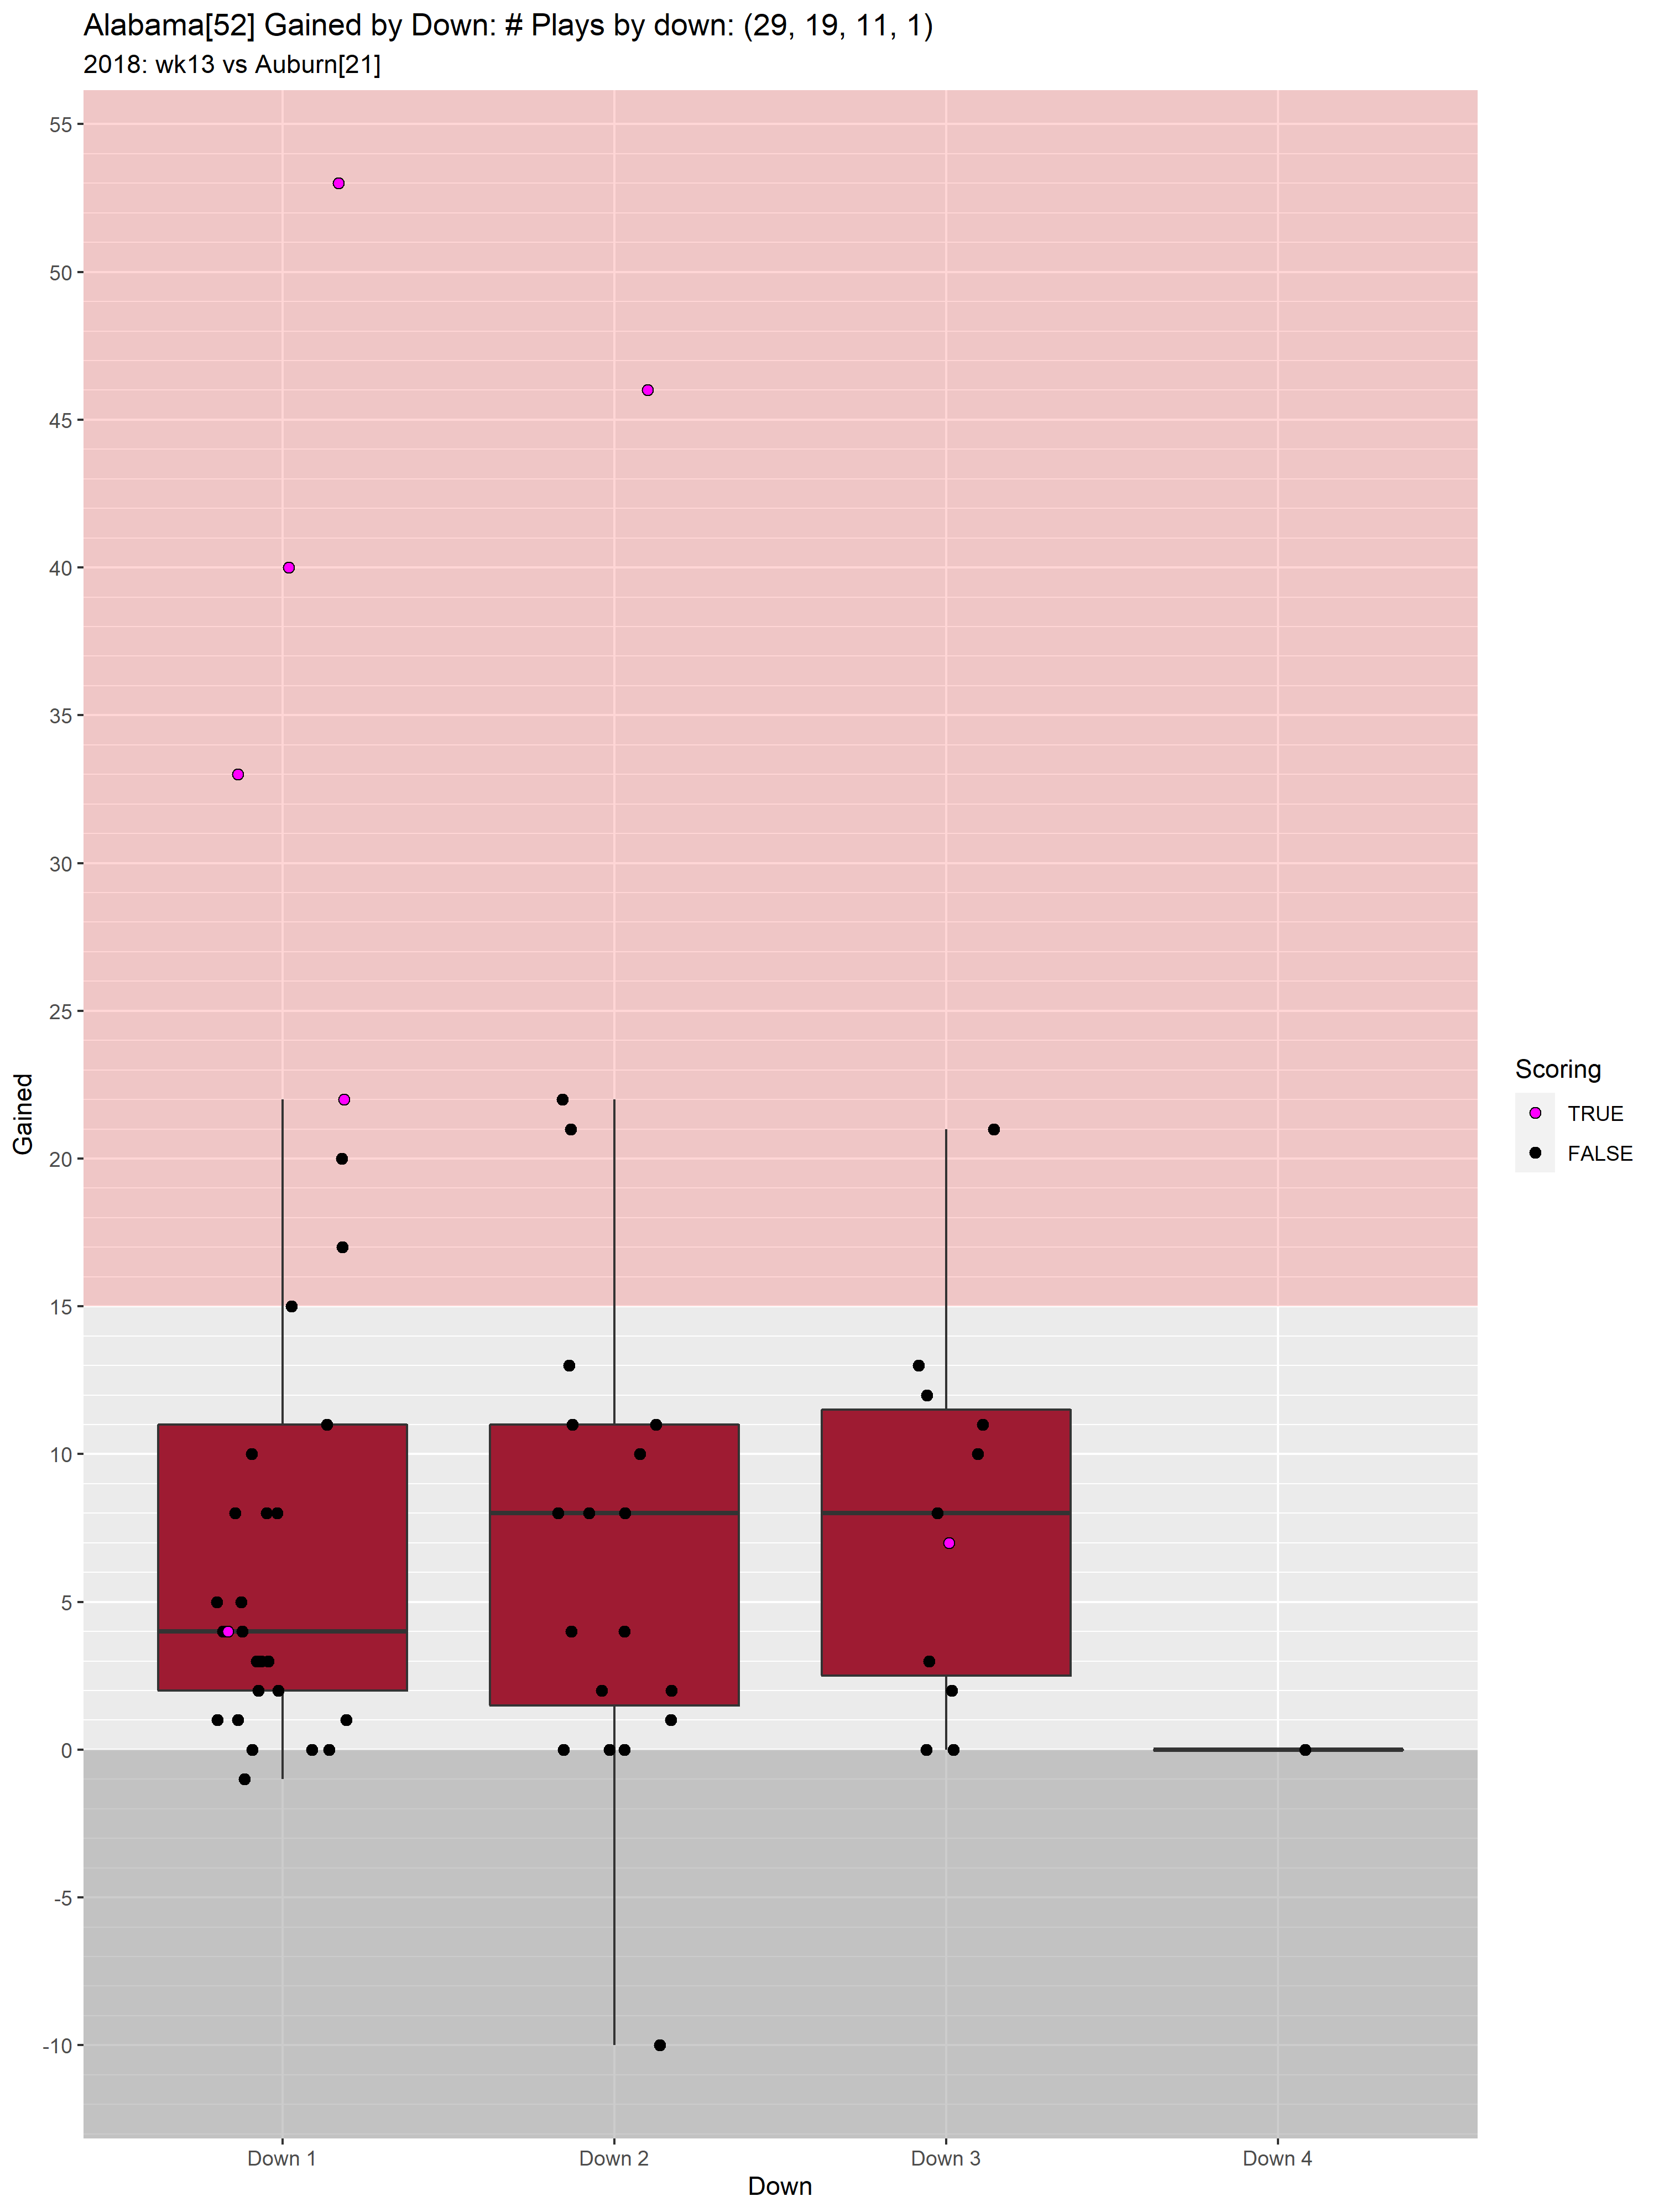 Alabama[52] Gained by Down: # Plays by down: (29, 19, 11, 1)
2018: wk13 vs Auburn[21]
55
50
45
40
35
30
25
20
15
10
5
0
-5
-10
Gained
Down 1
Down 2
Down 3
Down 4
Down
Scoring
TRUE
FALSE